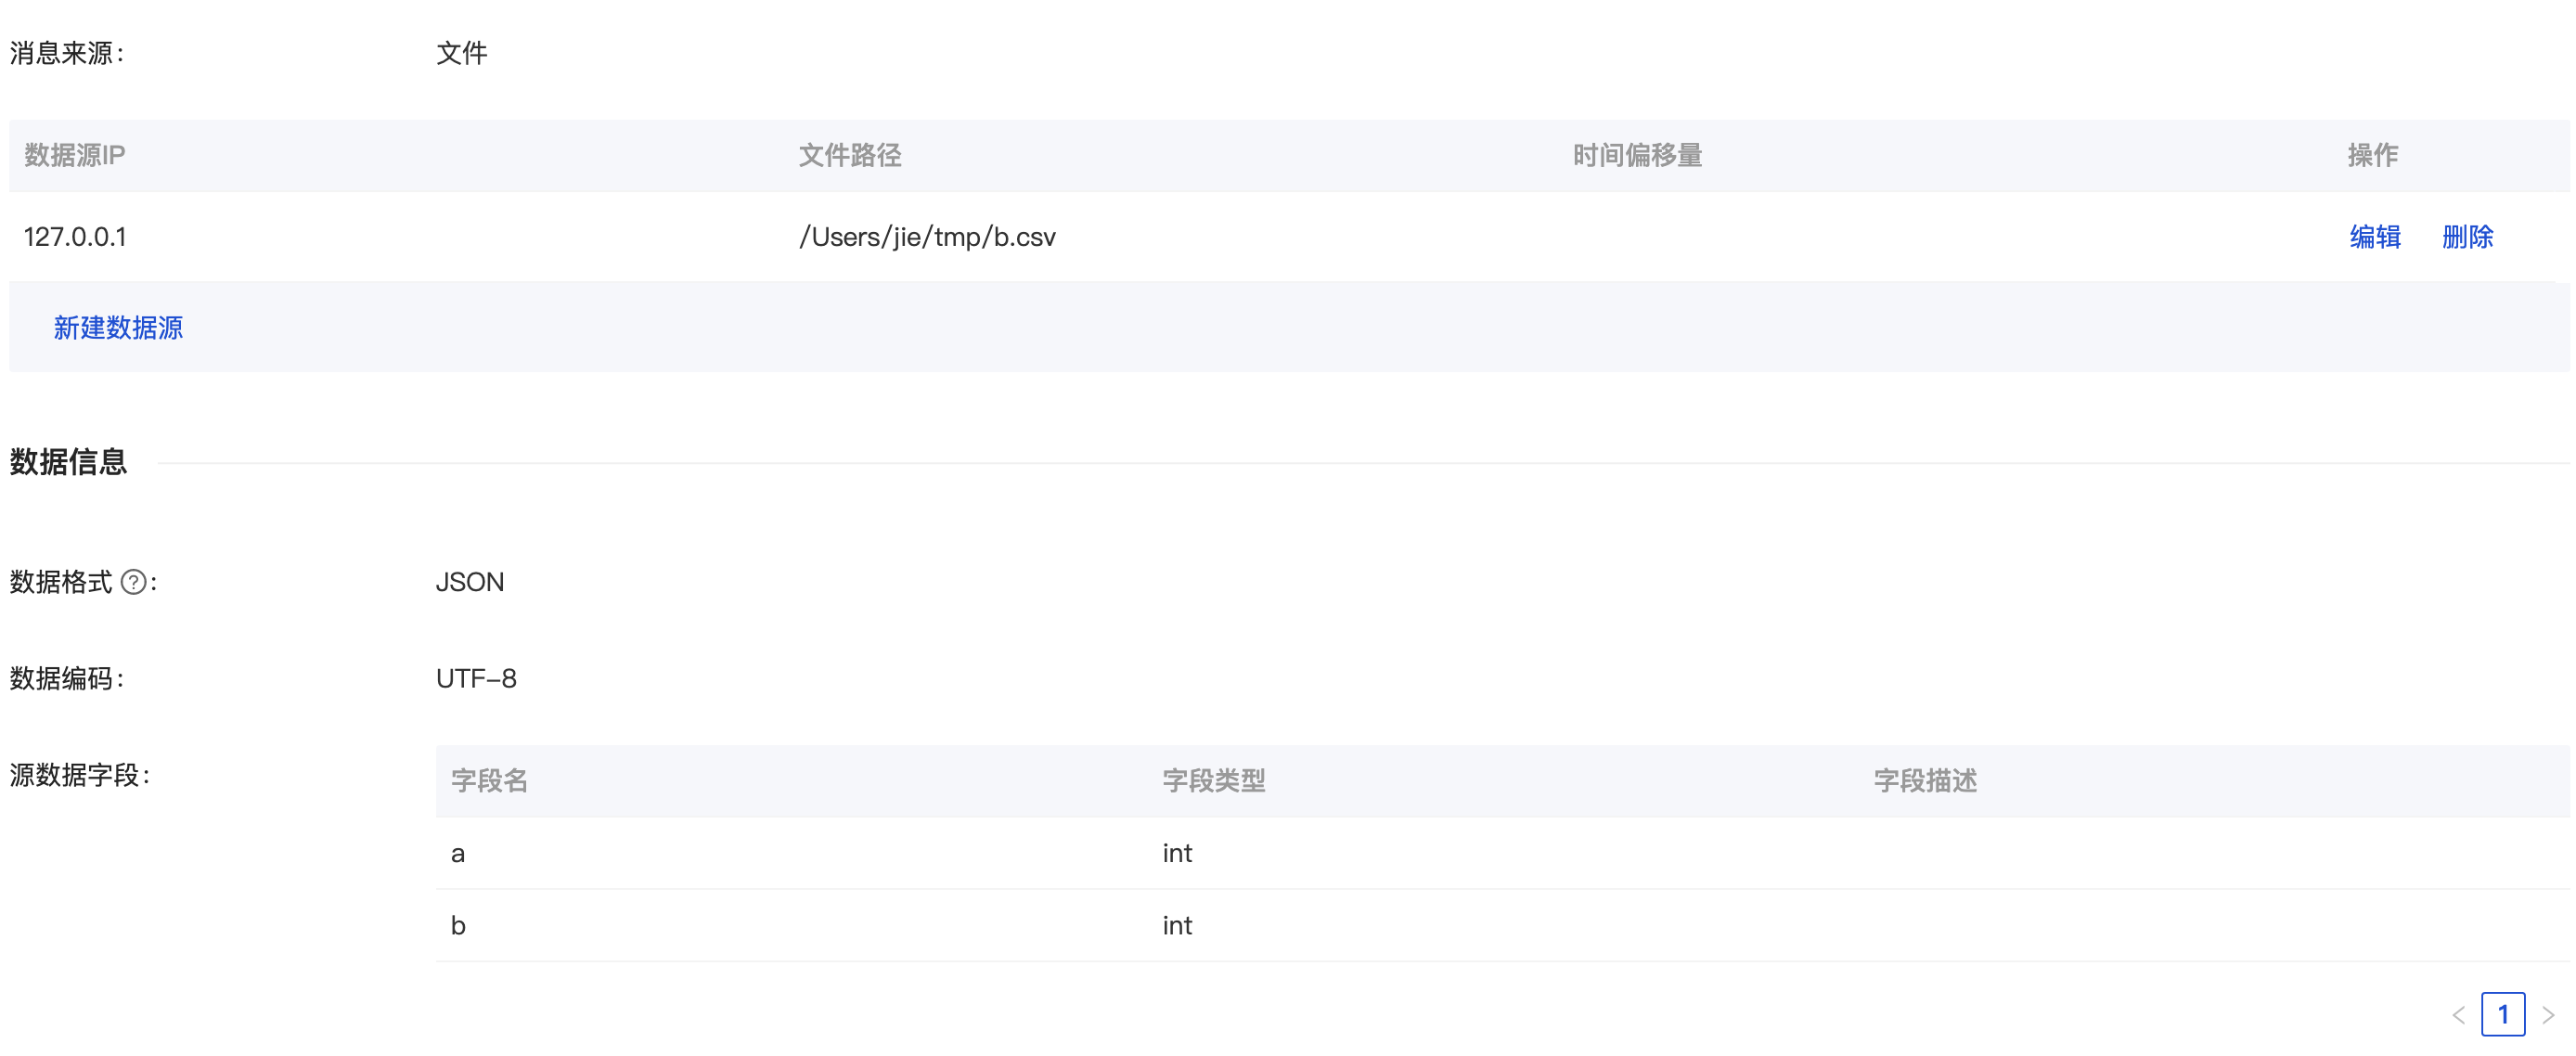 消息来源： 文件
数据源IP 文件路径 时间偏移量 操作
127.0.0.1 /Users/jie/tmp/b.csv 编辑 删除
新建数据源
数据信息
数据格式 ?： JSON
数据编码： UTF-8
源数据字段： 字段名 字段类型 字段描述
a int
b int
< 1 >